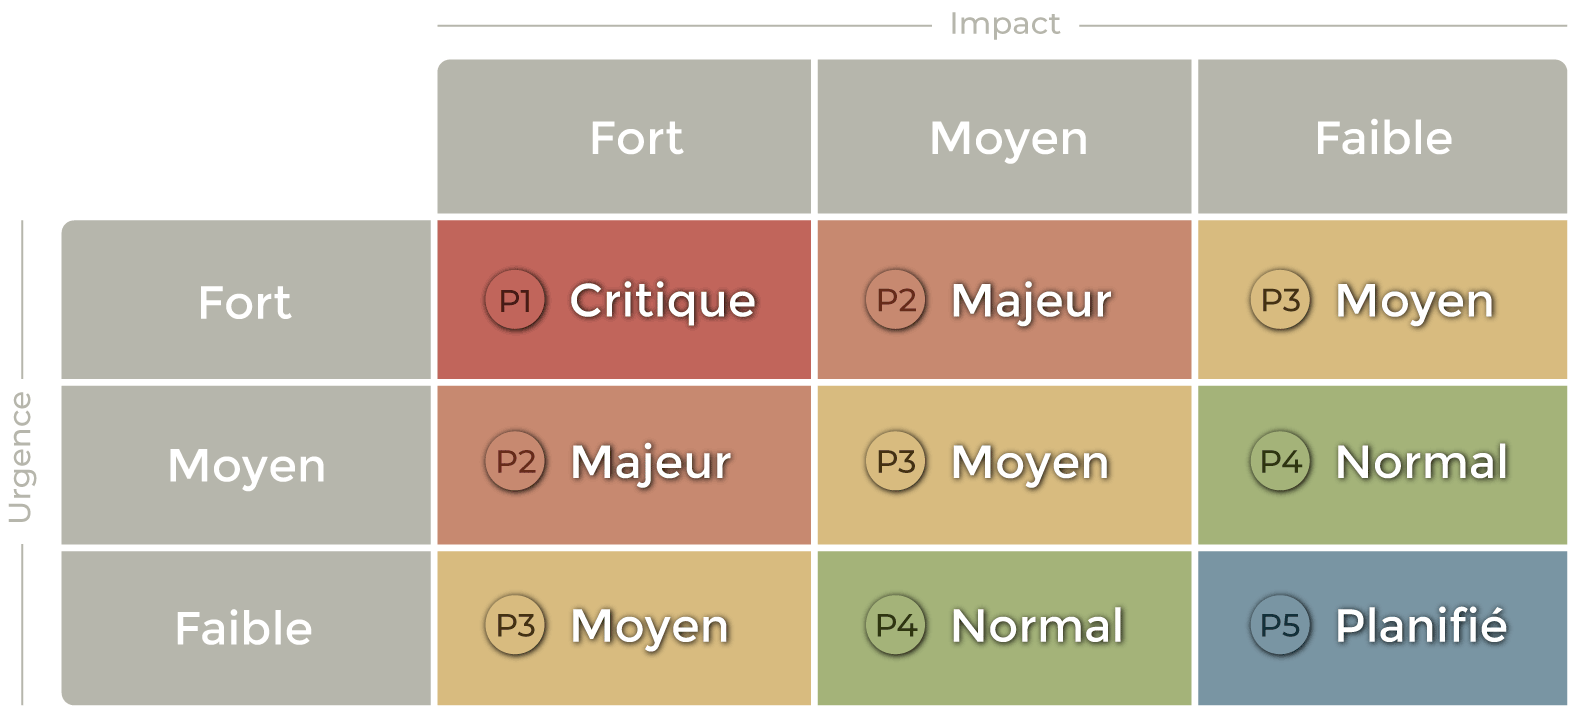 Impact
Fort Moyen Faible
Urgence
Fort P1 Critique P2 Majeur P3 Moyen
Moyen P2 Majeur P3 Moyen P4 Normal
Faible P3 Moyen P4 Normal P5 Planifié